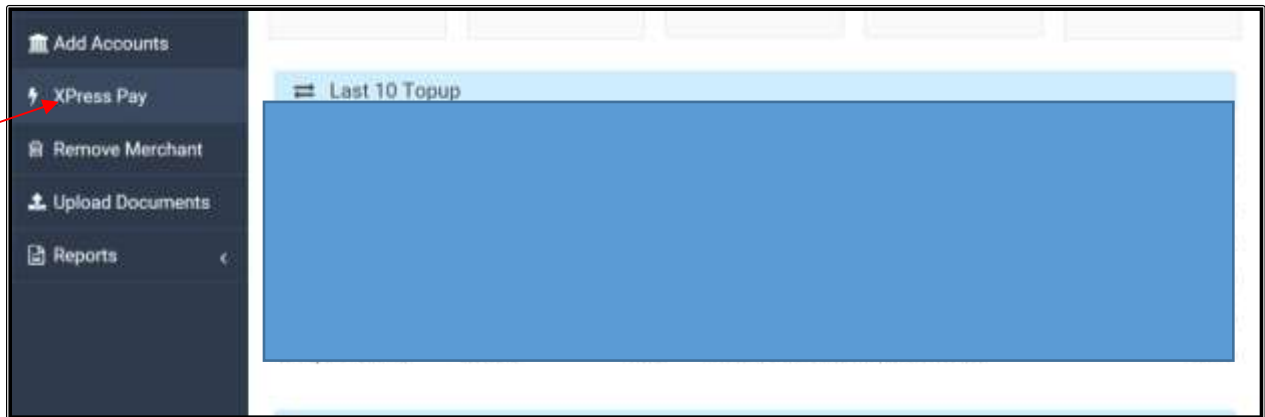 Add Accounts
XPress Pay
Remove Merchant
Upload Documents
Reports
Last 10 Topup